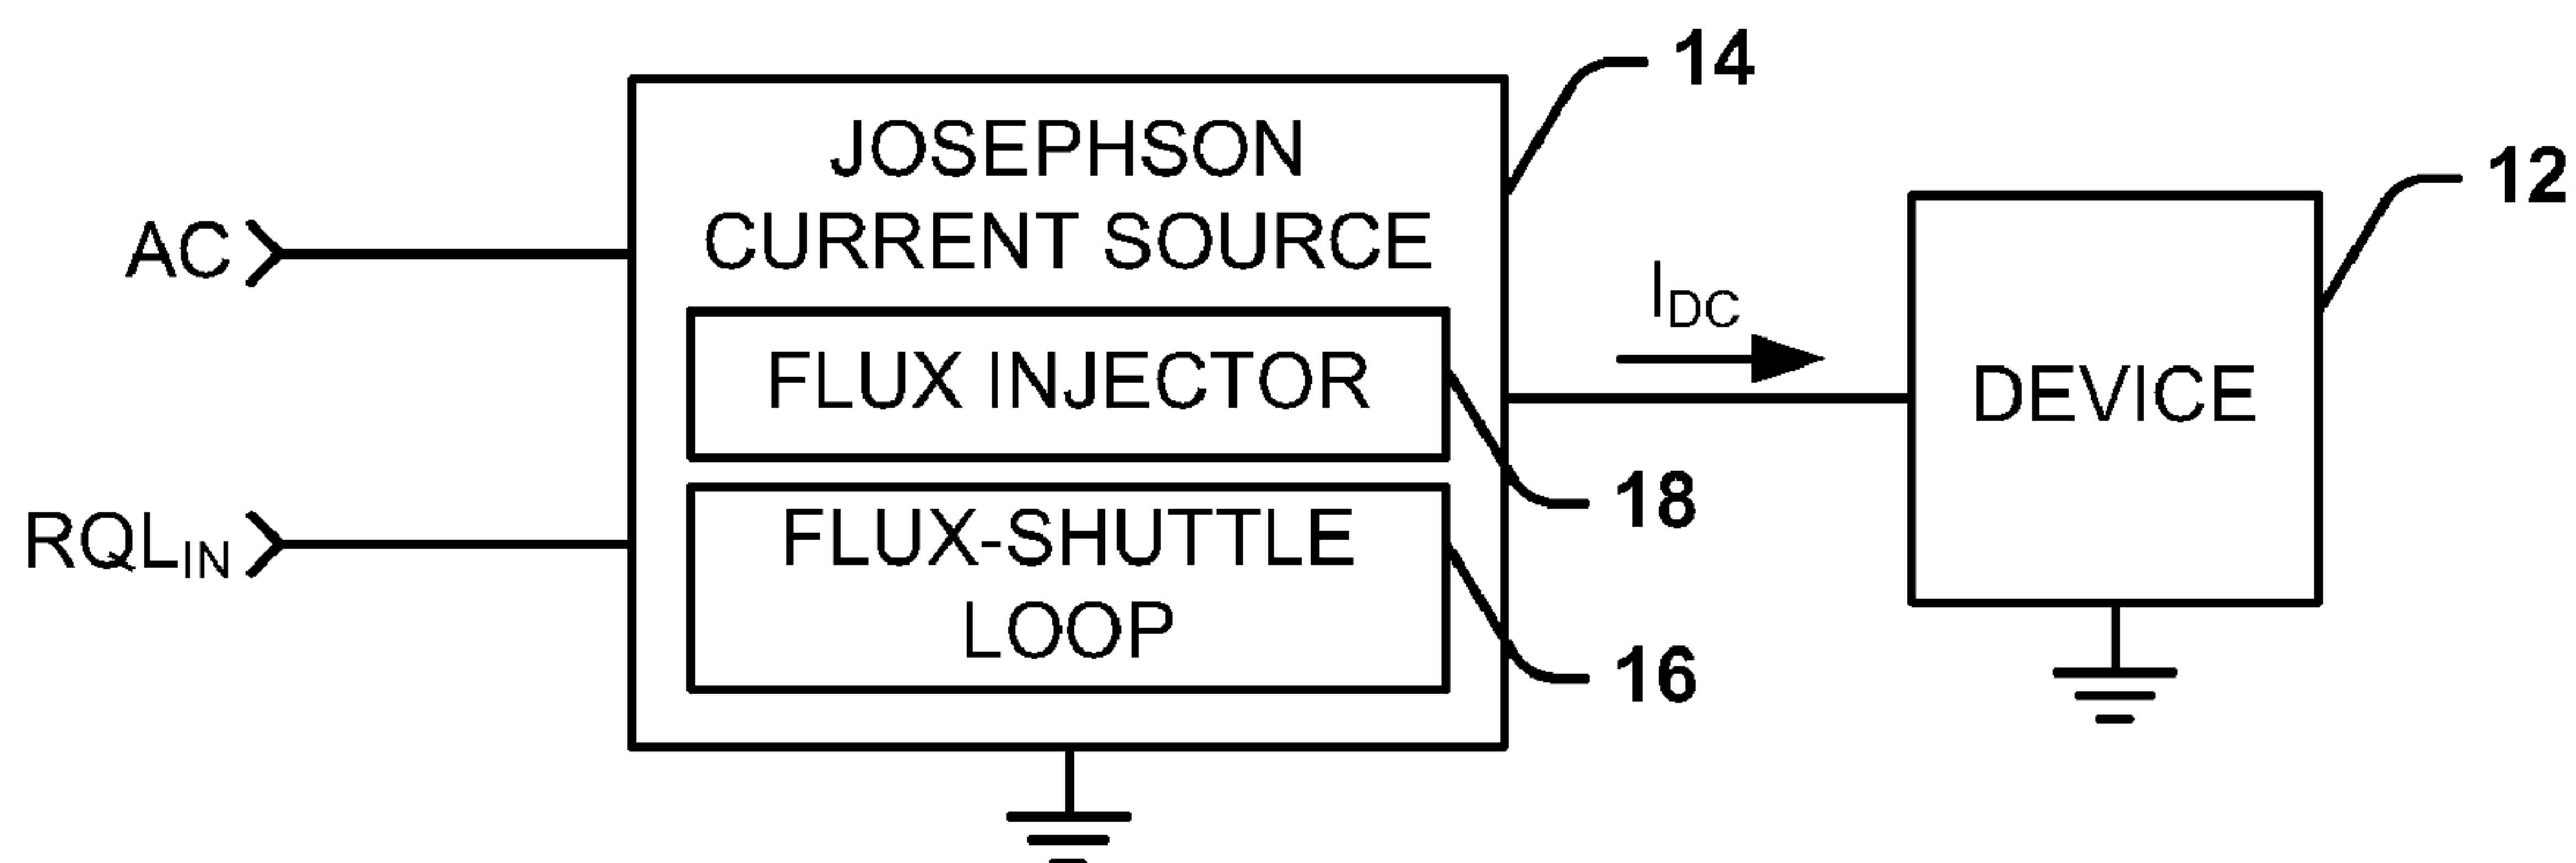 14
JOSEPHSON
CURRENT SOURCE
12
AC
I_DC
FLUX INJECTOR
DEVICE
18
RQL_IN
FLUX-SHUTTLE
LOOP
16